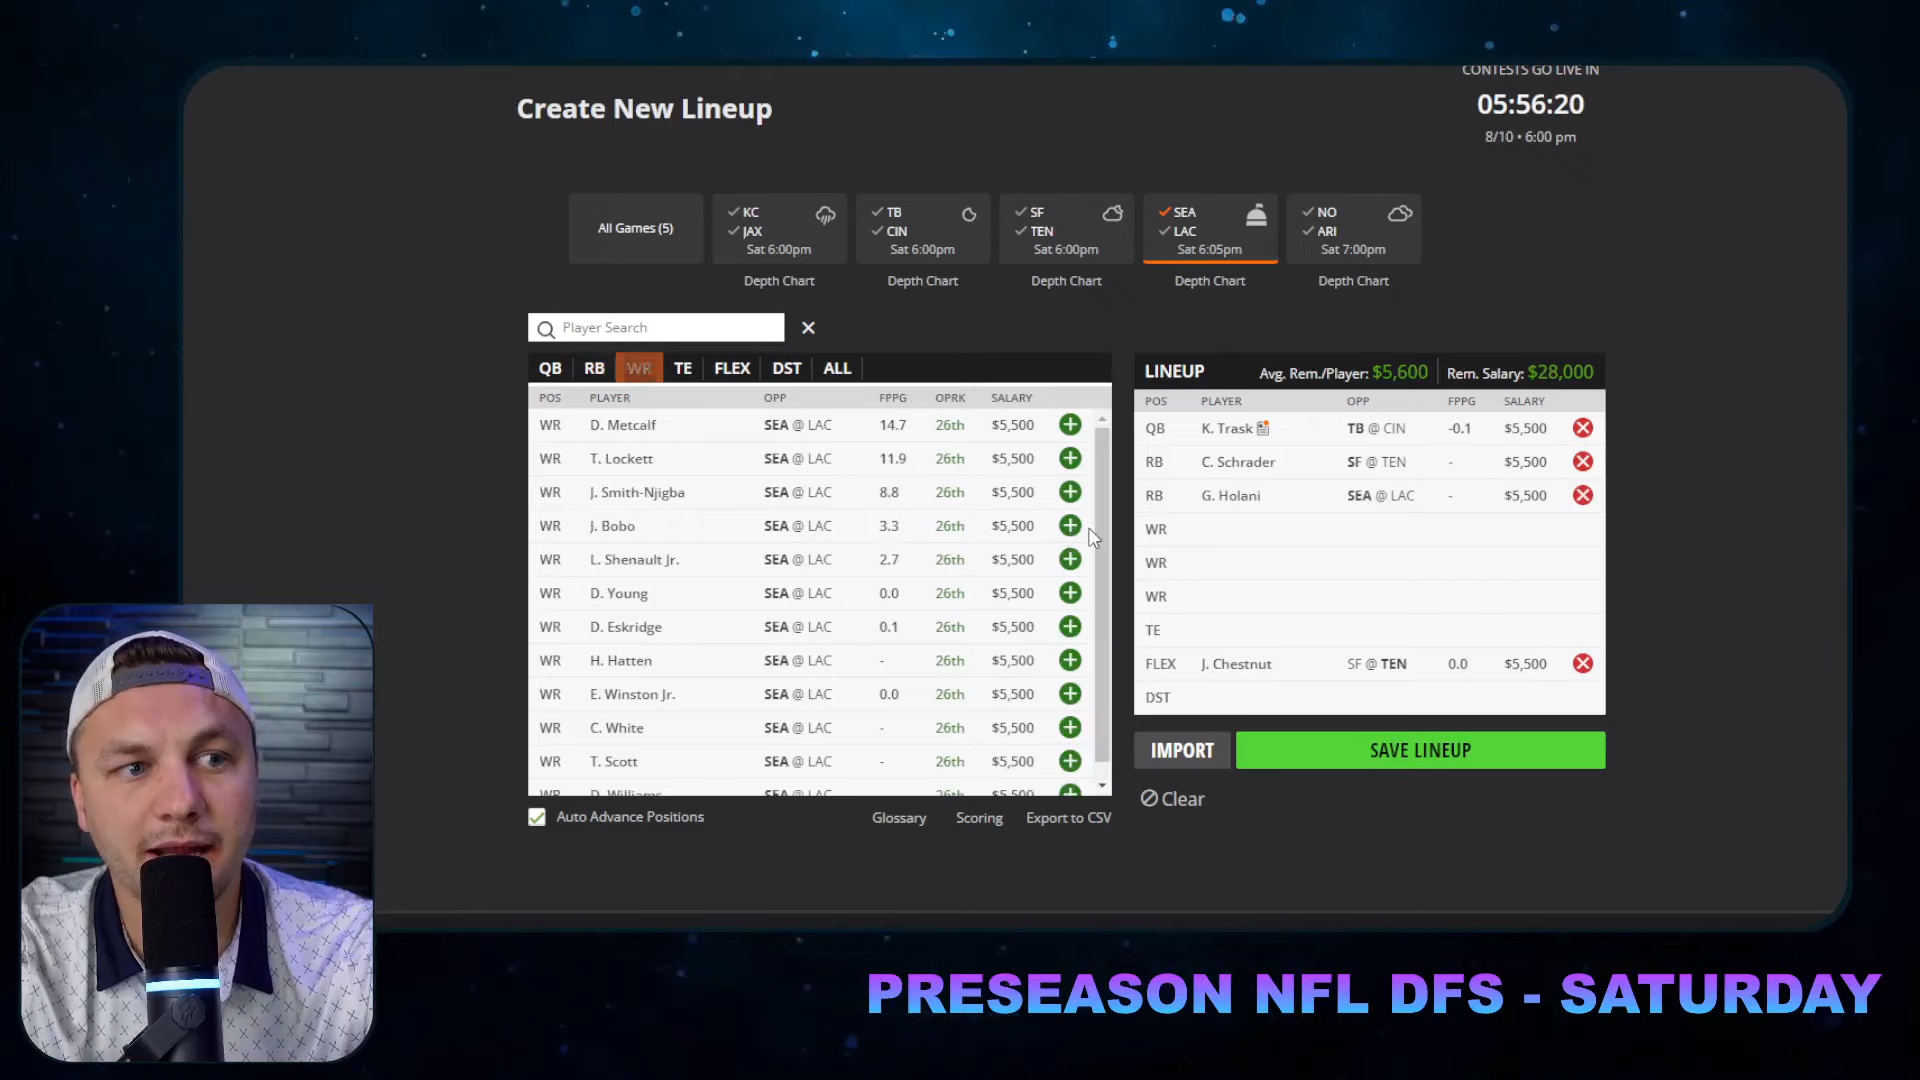 CONTESTS GO LIVE IN
05:56:20
8/10 • 6:00 pm
Create New Lineup
All Games (5)
KC
JAX
Sat 6:00pm
Depth Chart
TB
CIN
Sat 6:00pm
Depth Chart
SF
TEN
Sat 6:00pm
Depth Chart
SEA
LAC
Sat 6:05pm
Depth Chart
NO
ARI
Sat 7:00pm
Depth Chart
Player Search
QB RB WR TE FLEX DST ALL
POS PLAYER OPP FPPG OPRK SALARY
WR D. Metcalf SEA @ LAC 14.7 26th $5,500
WR T. Lockett SEA @ LAC 11.9 26th $5,500
WR J. Smith-Njigba SEA @ LAC 8.8 26th $5,500
WR J. Bobo SEA @ LAC 3.3 26th $5,500
WR L. Shenault Jr. SEA @ LAC 2.7 26th $5,500
WR D. Young SEA @ LAC 0.0 26th $5,500
WR D. Eskridge SEA @ LAC 0.1 26th $5,500
WR H. Hatten SEA @ LAC - 26th $5,500
WR E. Winston Jr. SEA @ LAC 0.0 26th $5,500
WR C. White SEA @ LAC - 26th $5,500
WR T. Scott SEA @ LAC - 26th $5,500
WR D. Williams SEA @ LAC 26th $5,500
Auto Advance Positions
Glossary Scoring Export to CSV
LINEUP Avg. Rem./Player: $5,600 Rem. Salary: $28,000
POS PLAYER OPP FPPG SALARY
QB K. Trask TB @ CIN -0.1 $5,500
RB C. Schrader SF @ TEN - $5,500
RB G. Holani SEA @ LAC - $5,500
WR
WR
WR
TE
FLEX J. Chestnut SF @ TEN 0.0 $5,500
DST
IMPORT SAVE LINEUP
Clear
PRESEASON NFL DFS - SATURDAY